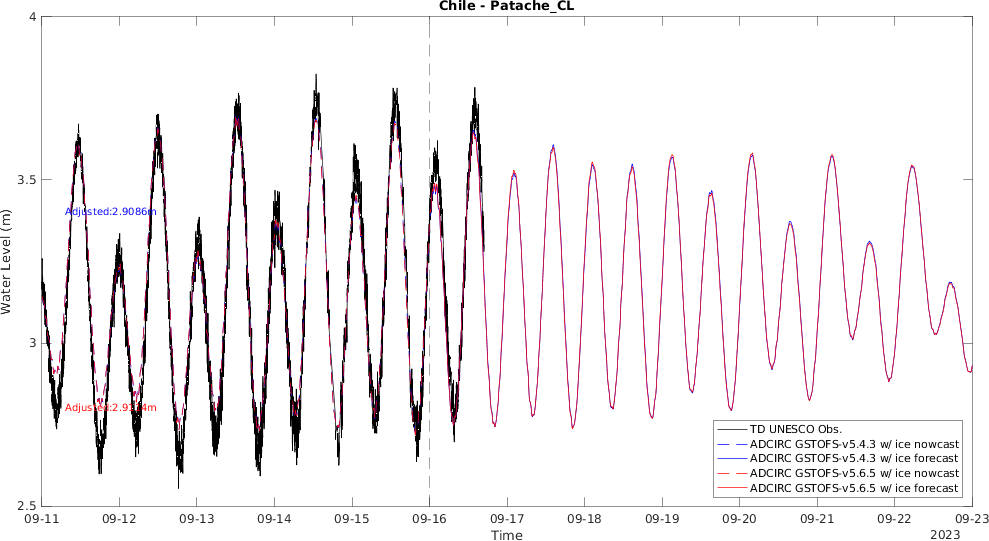 Chile - Patache_CL
4
3.5
3
2.5
Water Level (m)
Adjusted:2.9086m
09-11
09-12
09-13
09-14
09-15
09-16
09-17
09-18
09-19
09-20
09-21
09-22
09-23
Time
2023
TD UNESCO Obs.
ADCIRC GSTOFS-v5.4.3 w/ ice nowcast
ADCIRC GSTOFS-v5.4.3 w/ ice forecast
ADCIRC GSTOFS-v5.6.5 w/ ice nowcast
ADCIRC GSTOFS-v5.6.5 w/ ice forecast